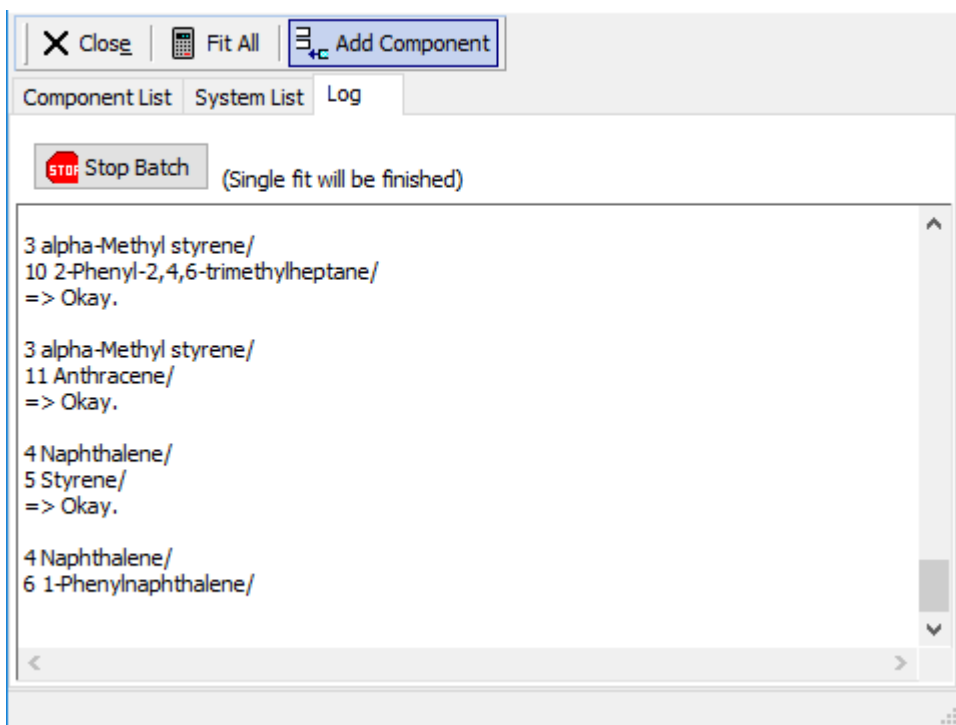 Close Fit All Add Component
Component List System List Log
STOP Stop Batch (Single fit will be finished)
3 alpha-Methyl styrene/
10 2-Phenyl-2,4,6-trimethylheptane/
=> Okay.
3 alpha-Methyl styrene/
11 Anthracene/
=> Okay.
4 Naphthalene/
5 Styrene/
=> Okay.
4 Naphthalene/
6 1-Phenylnaphthalene/